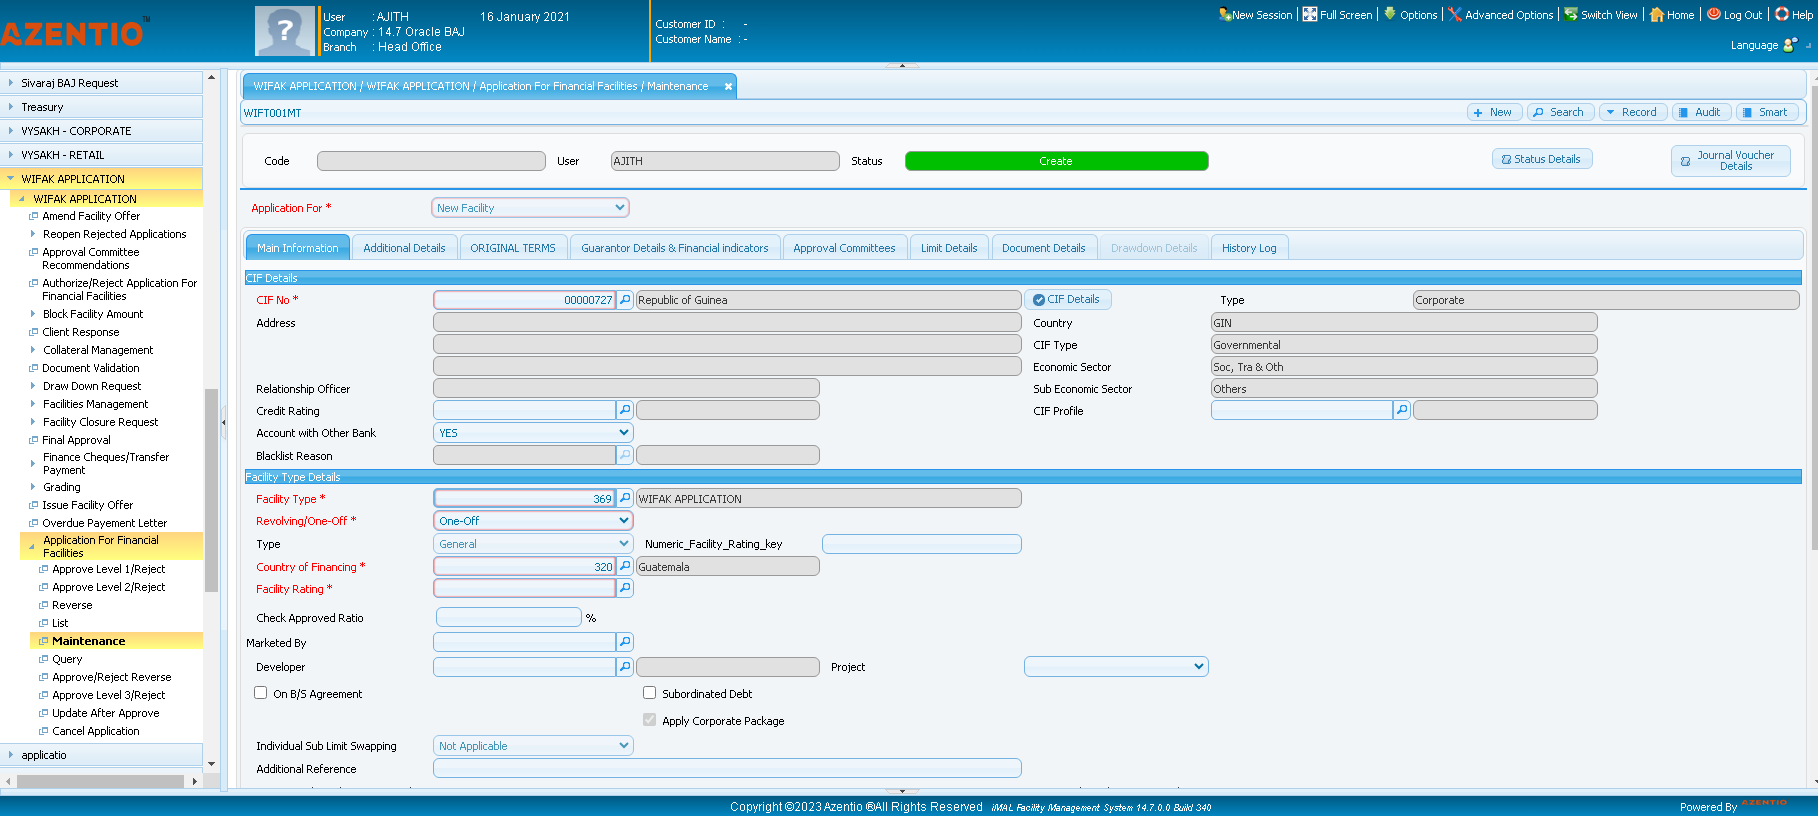 AZENTIO™
User : AJITH 16 January 2021
Company : 14.7 Oracle BAJ
Branch : Head Office
Customer ID : -
Customer Name : -
New Session Full Screen Options Advanced Options Switch View Home Log Out Help
Language
Sivaraj BAJ Request
Treasury
VYSAKH - CORPORATE
VYSAKH - RETAIL
WIFAK APPLICATION
WIFAK APPLICATION
Amend Facility Offer
Reopen Rejected Applications
Approval Committee
Recommendations
Authorize/Reject Application For
Financial Facilities
Block Facility Amount
Client Response
Collateral Management
Document Validation
Draw Down Request
Facilities Management
Facility Closure Request
Final Approval
Finance Cheques/Transfer
Payment
Grading
Issue Facility Offer
Overdue Payement Letter
Application For Financial
Facilities
Approve Level 1/Reject
Approve Level 2/Reject
Reverse
List
Maintenance
Query
Approve/Reject Reverse
Approve Level 3/Reject
Update After Approve
Cancel Application
applicatio
WIFAK APPLICATION / WIFAK APPLICATION / Application For Financial Facilities / Maintenance
WIFT001MT
New Search Record Audit Smart
Code User AJITH Status Create Status Details
Journal Voucher
Details
Application For * New Facility
Main Information Additional Details ORIGINAL TERMS Guarantor Details & Financial indicators Approval Committees Limit Details Document Details Drawdown Details History Log
CIF Details
CIF No * 00000727 Republic of Guinea CIF Details Type Corporate
Address Country GIN
CIF Type Governmental
Economic Sector Soc, Tra & Oth
Relationship Officer Sub Economic Sector Others
Credit Rating CIF Profile
Account with Other Bank YES
Blacklist Reason
Facility Type Details
Facility Type * 369 WIFAK APPLICATION
Revolving/One-Off * One-Off
Type General Numeric_Facility_Rating_key
Country of Financing * 320 Guatemala
Facility Rating *
Check Approved Ratio %
Marketed By
Developer Project
On B/S Agreement Subordinated Debt
Apply Corporate Package
Individual Sub Limit Swapping Not Applicable
Additional Reference
Copyright ©2023 Azentio ®All Rights Reserved iMAL Facility Management System 14.7.0.0 Build 340
Powered By AZENTIO